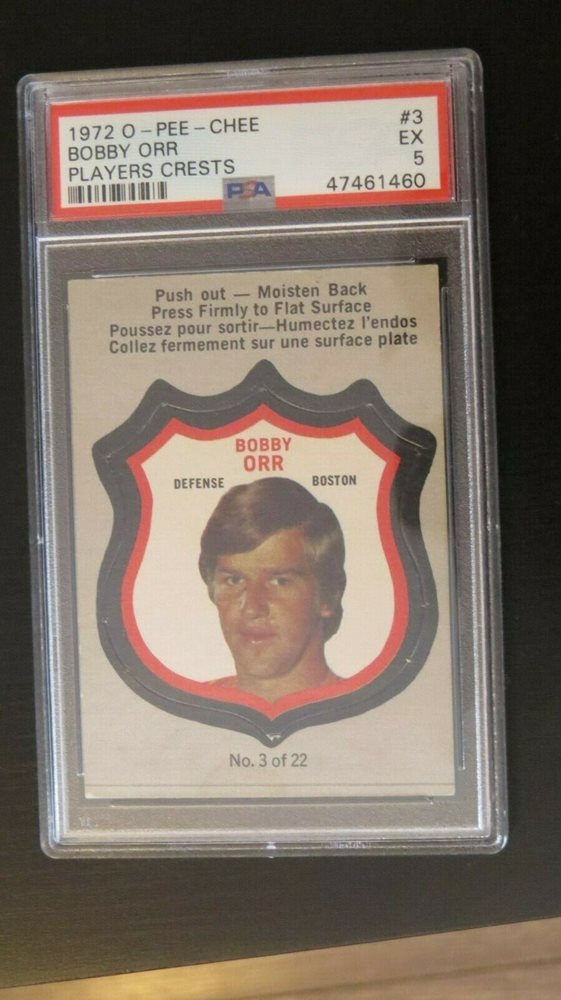 1972 O-PEE-CHEE #3
BOBBY ORR EX
PLAYERS CRESTS 5
PSA 47461460
Push out — Moisten Back
Press Firmly to Flat Surface
Poussez pour sortir—Humectez l'endos
Collez fermement sur une surface plate
BOBBY
ORR
DEFENSE BOSTON
No. 3 of 22